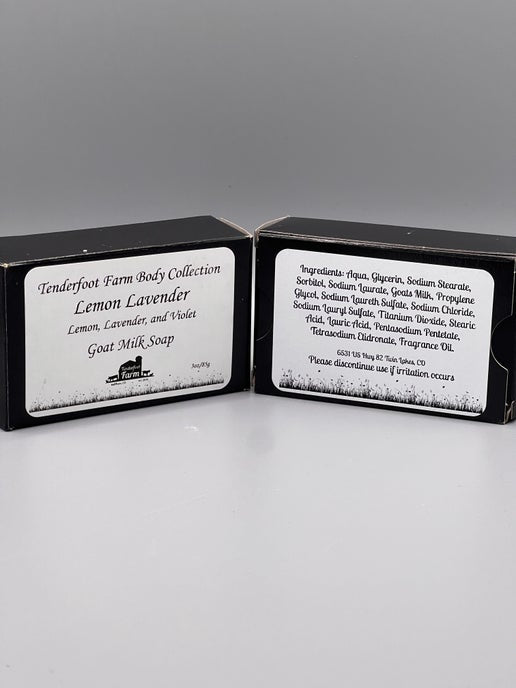 Tenderfoot Farm Body Collection
Lemon Lavender
Lemon, Lavender, and Violet
Goat Milk Soap
Tenderfoot
Farm
3oz/85g
Ingredients: Aqua, Glycerin, Sodium Stearate,
Sorbitol, Sodium Laurate, Goats Milk, Propylene
Glycol, Sodium Laureth Sulfate, Sodium Chloride,
Sodium Lauryl Sulfate, Titanium Dioxide, Stearic
Acid, Lauric Acid, Pentasodium Pentetate,
Tetrasodium Etidronate, Fragrance Oil.
6531 US Hwy 82 Twin Lakes, CO
Please discontinue use if irritation occurs